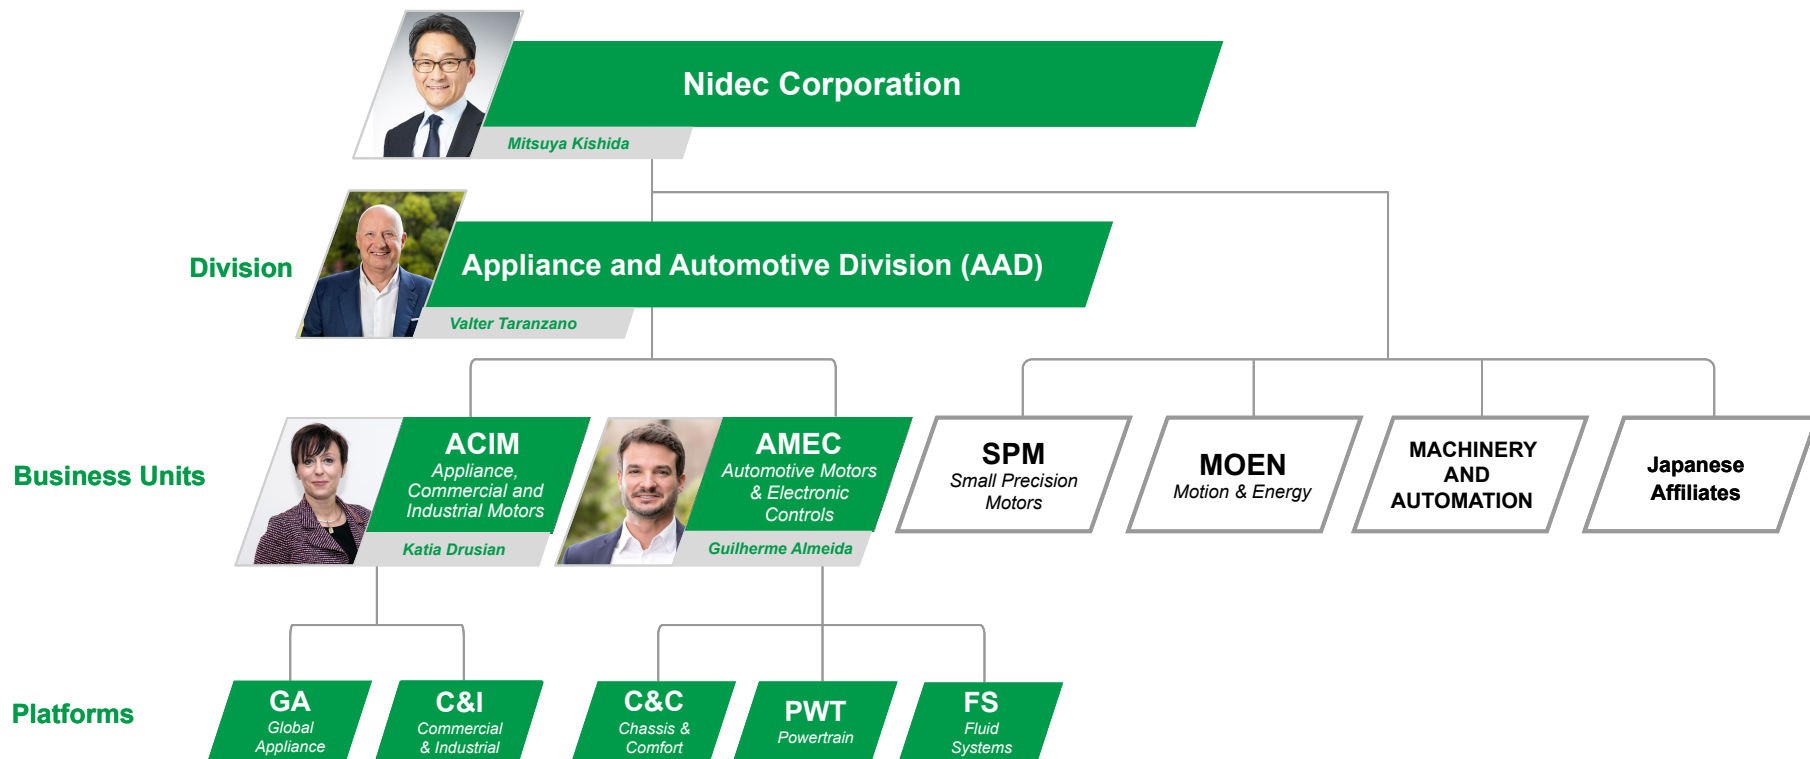 Nidec Corporation
Mitsuya Kishida
Division
Appliance and Automotive Division (AAD)
Valter Taranzano
Business Units
ACIM
Appliance,
Commercial and
Industrial Motors
Katia Drusian
AMEC
Automotive Motors
& Electronic
Controls
Guilherme Almeida
SPM
Small Precision
Motors
MOEN
Motion & Energy
MACHINERY
AND
AUTOMATION
Japanese
Affiliates
Platforms
GA
Global
Appliance
C&I
Commercial
& Industrial
C&C
Chassis &
Comfort
PWT
Powertrain
FS
Fluid
Systems